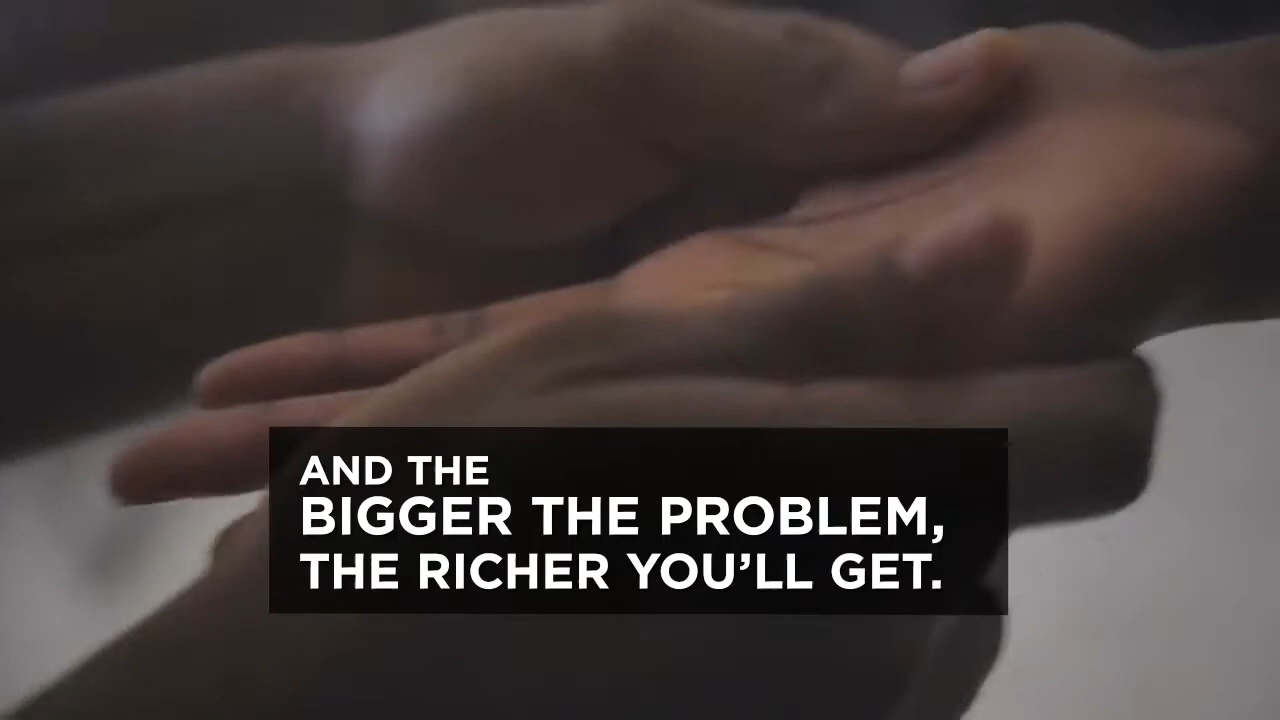 AND THE
BIGGER THE PROBLEM,
THE RICHER YOU’LL GET.